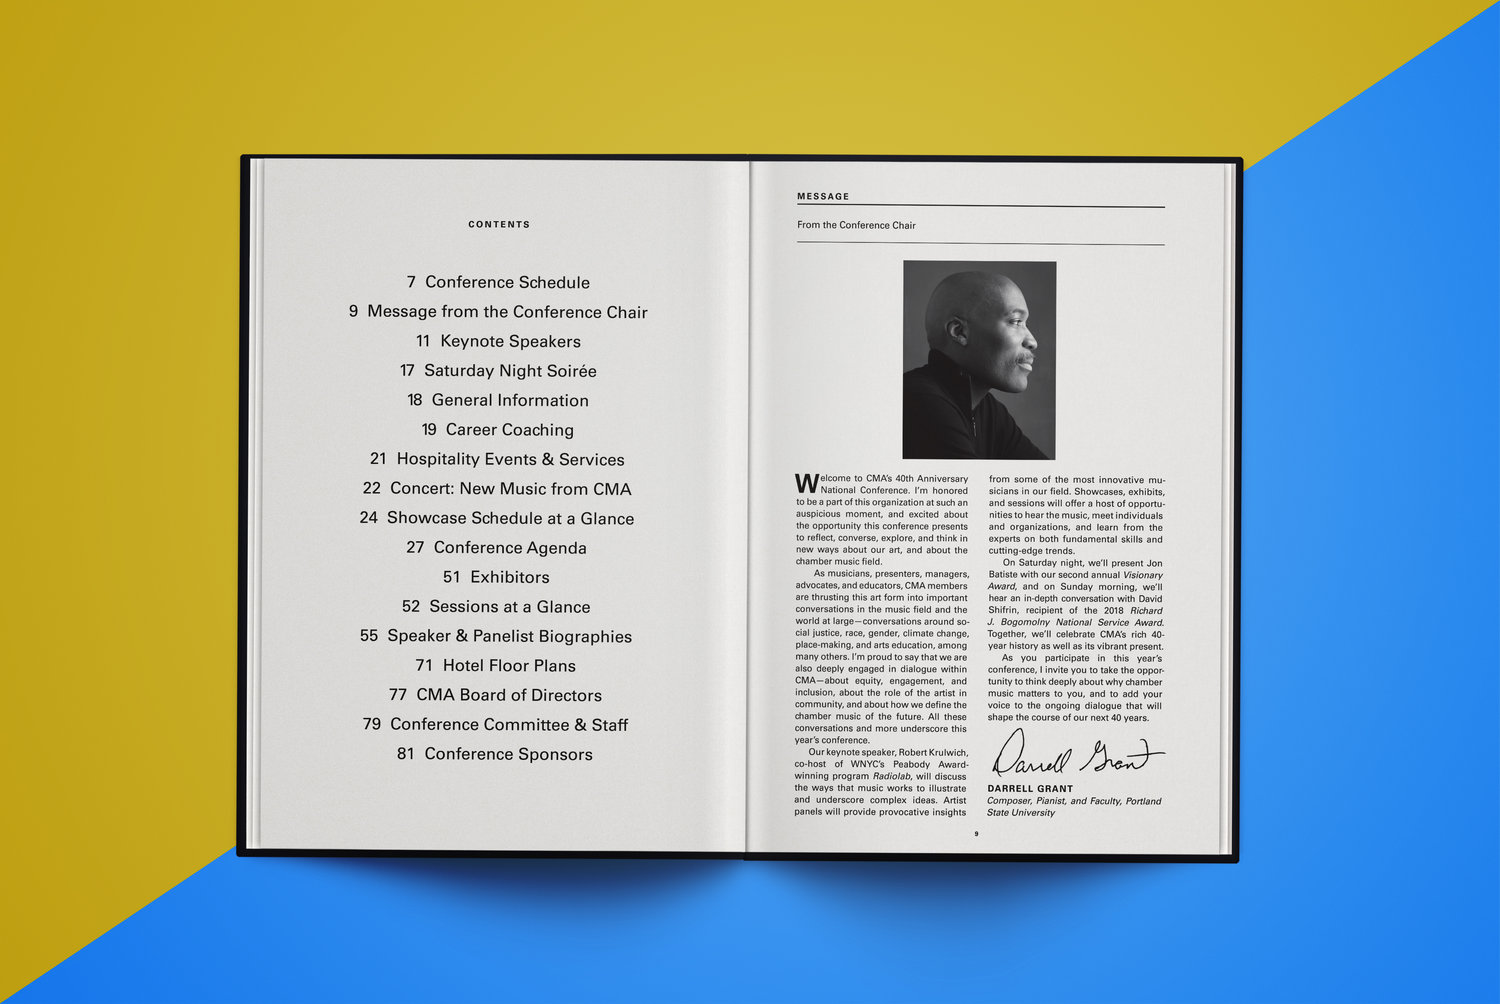 CONTENTS
7 Conference Schedule
9 Message from the Conference Chair
11 Keynote Speakers
17 Saturday Night Soirée
18 General Information
19 Career Coaching
21 Hospitality Events & Services
22 Concert: New Music from CMA
24 Showcase Schedule at a Glance
27 Conference Agenda
51 Exhibitors
52 Sessions at a Glance
55 Speaker & Panelist Biographies
71 Hotel Floor Plans
77 CMA Board of Directors
79 Conference Committee & Staff
81 Conference Sponsors
MESSAGE
From the Conference Chair
Welcome to CMA's 40th Anniversary
National Conference. I'm honored
to be a part of this organization at such an
auspicious moment, and excited about
the opportunity this conference presents
to reflect, converse, explore, and think in
new ways about our art, and about the
chamber music field.
As musicians, presenters, managers,
advocates, and educators, CMA members
are thrusting this art form into important
conversations in the music field and the
world at large—conversations around so-
cial justice, race, gender, climate change,
place-making, and arts education, among
many others. I'm proud to say that we are
also deeply engaged in dialogue within
CMA—about equity, engagement, and
inclusion, about the role of the artist in
community, and about how we define the
chamber music of the future. All these
conversations and more underscore this
year's conference.
Our keynote speaker, Robert Krulwich,
co-host of WNYC's Peabody Award-
winning program Radiolab, will discuss
the ways that music works to illustrate
and underscore complex ideas. Artist
panels will provide provocative insights
from some of the most innovative mu-
sicians in our field. Showcases, exhibits,
and sessions will offer a host of opportu-
nities to hear the music, meet individuals
and organizations, and learn from the
experts on both fundamental skills and
cutting-edge trends.
On Saturday night, we'll present Jon
Batiste with our second annual Visionary
Award, and on Sunday morning, we'll
hear an in-depth conversation with David
Shifrin, recipient of the 2018 Richard
J. Bogomolny National Service Award.
Together, we'll celebrate CMA's rich 40-
year history as well as its vibrant present.
As you participate in this year's
conference, I invite you to take the oppor-
tunity to think deeply about why chamber
music matters to you, and to add your
voice to the ongoing dialogue that will
shape the course of our next 40 years.
Darrell Grant
DARRELL GRANT
Composer, Pianist, and Faculty, Portland
State University
9